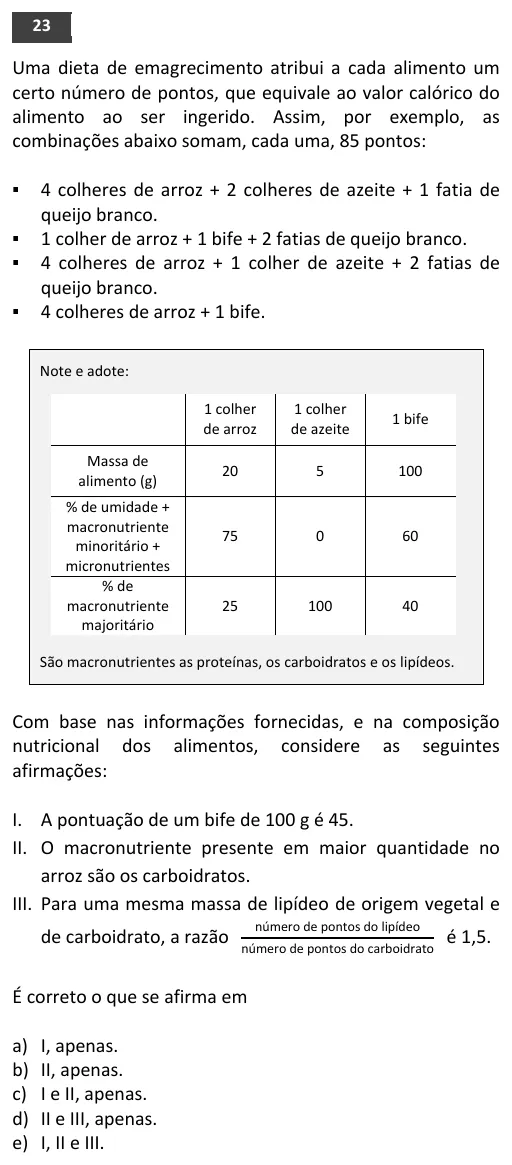 23
Uma dieta de emagrecimento atribui a cada alimento um
certo número de pontos, que equivale ao valor calórico do
alimento ao ser ingerido. Assim, por exemplo, as
combinações abaixo somam, cada uma, 85 pontos:
▪ 4 colheres de arroz + 2 colheres de azeite + 1 fatia de
queijo branco.
▪ 1 colher de arroz + 1 bife + 2 fatias de queijo branco.
▪ 4 colheres de arroz + 1 colher de azeite + 2 fatias de
queijo branco.
▪ 4 colheres de arroz + 1 bife.
Note e adote:
1 colher
de arroz
1 colher
de azeite
1 bife
Massa de
alimento (g)
20
5
100
% de umidade +
macronutriente
minoritário +
micronutrientes
75
0
60
% de
macronutriente
majoritário
25
100
40
São macronutrientes as proteínas, os carboidratos e os lipídeos.
Com base nas informações fornecidas, e na composição
nutricional dos alimentos, considere as seguintes
afirmações:
I. A pontuação de um bife de 100 g é 45.
II. O macronutriente presente em maior quantidade no
arroz são os carboidratos.
III. Para uma mesma massa de lipídeo de origem vegetal e
de carboidrato, a razão número de pontos do lipídeo / número de pontos do carboidrato é 1,5.
É correto o que se afirma em
a) I, apenas.
b) II, apenas.
c) I e II, apenas.
d) II e III, apenas.
e) I, II e III.